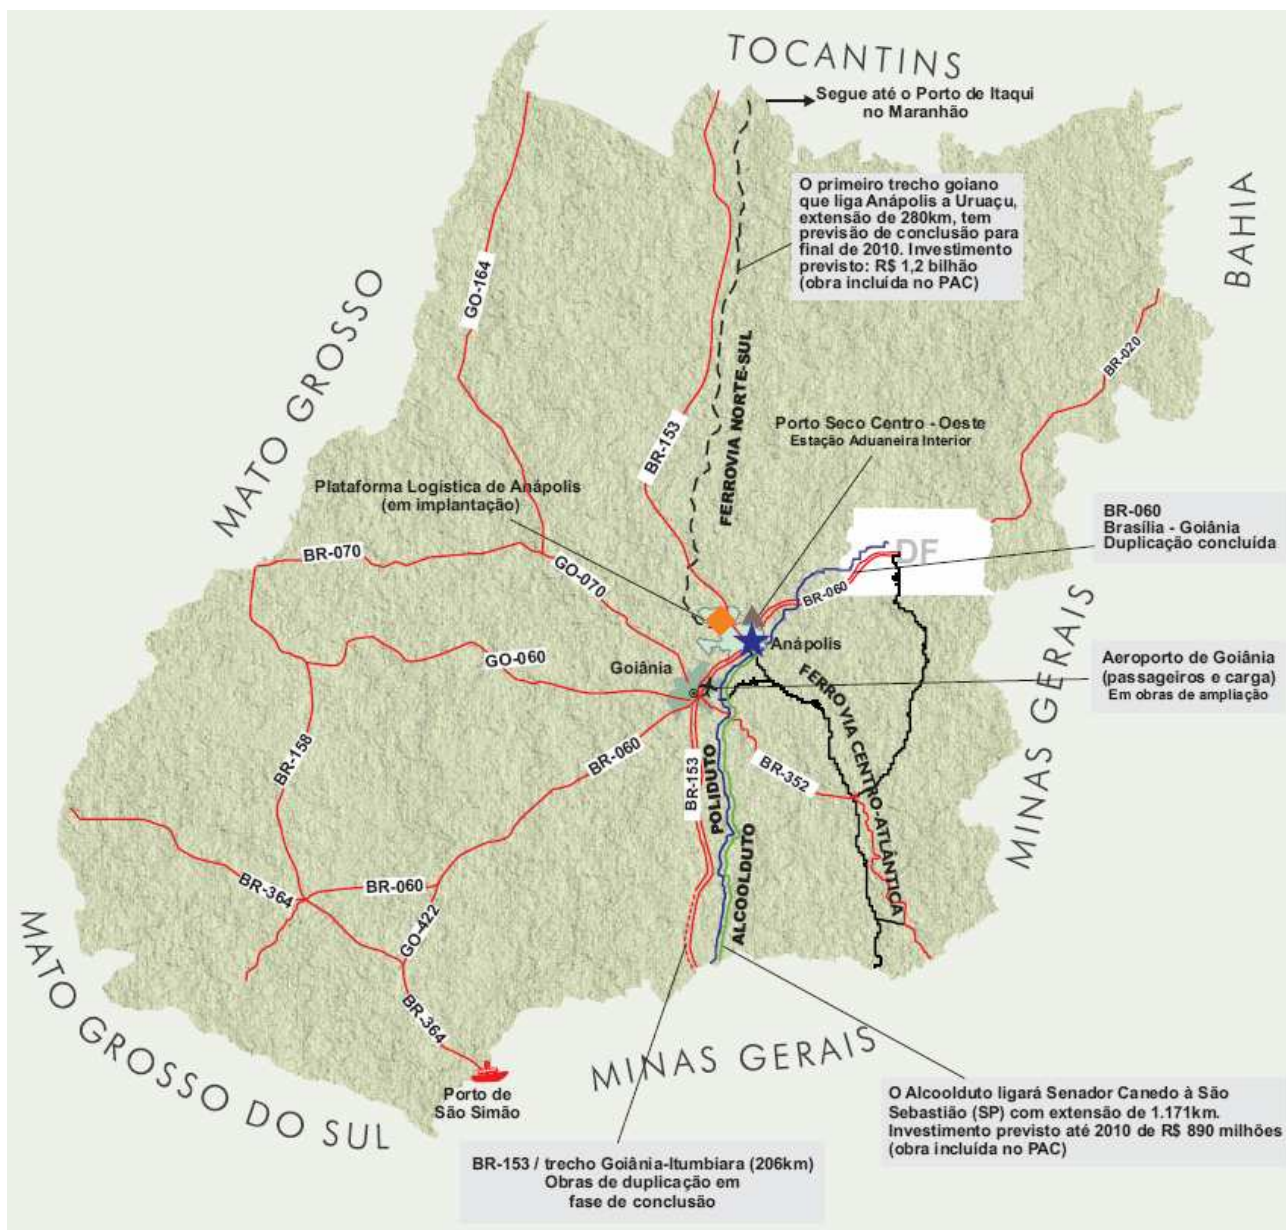 TOCANTINS
Segue até o Porto de Itaqui
no Maranhão
O primeiro trecho goiano
que liga Anápolis a Uruaçu,
extensão de 280km, tem
previsão de conclusão para
final de 2010. Investimento
previsto: R$ 1,2 bilhão
(obra incluída no PAC)
BAHIA
GO-164
MATO GROSSO
BR-020
FERROVIA NORTE-SUL
BR-153
Porto Seco Centro - Oeste
Estação Aduaneira Interior
Plataforma Logística de Anápolis
(em implantação)
BR-060
Brasília - Goiânia
Duplicação concluída
DF
BR-070
GO-070
BR-060
Anápolis
GO-060
Goiânia
Aeroporto de Goiânia
(passageiros e carga)
Em obras de ampliação
MINAS GERAIS
FERROVIA CENTRO-ATLÂNTICA
BR-158
BR-060
BR-153
POLIDUTO
BR-352
ALCOOLDUTO
BR-364
BR-060
GO-422
BR-364
MATO GROSSO DO SUL
Porto de
São Simão
MINAS GERAIS
O Alcoolduto ligará Senador Canedo à São
Sebastião (SP) com extensão de 1.171km.
Investimento previsto até 2010 de R$ 890 milhões
(obra incluída no PAC)
BR-153 / trecho Goiânia-Itumbiara (206km)
Obras de duplicação em
fase de conclusão